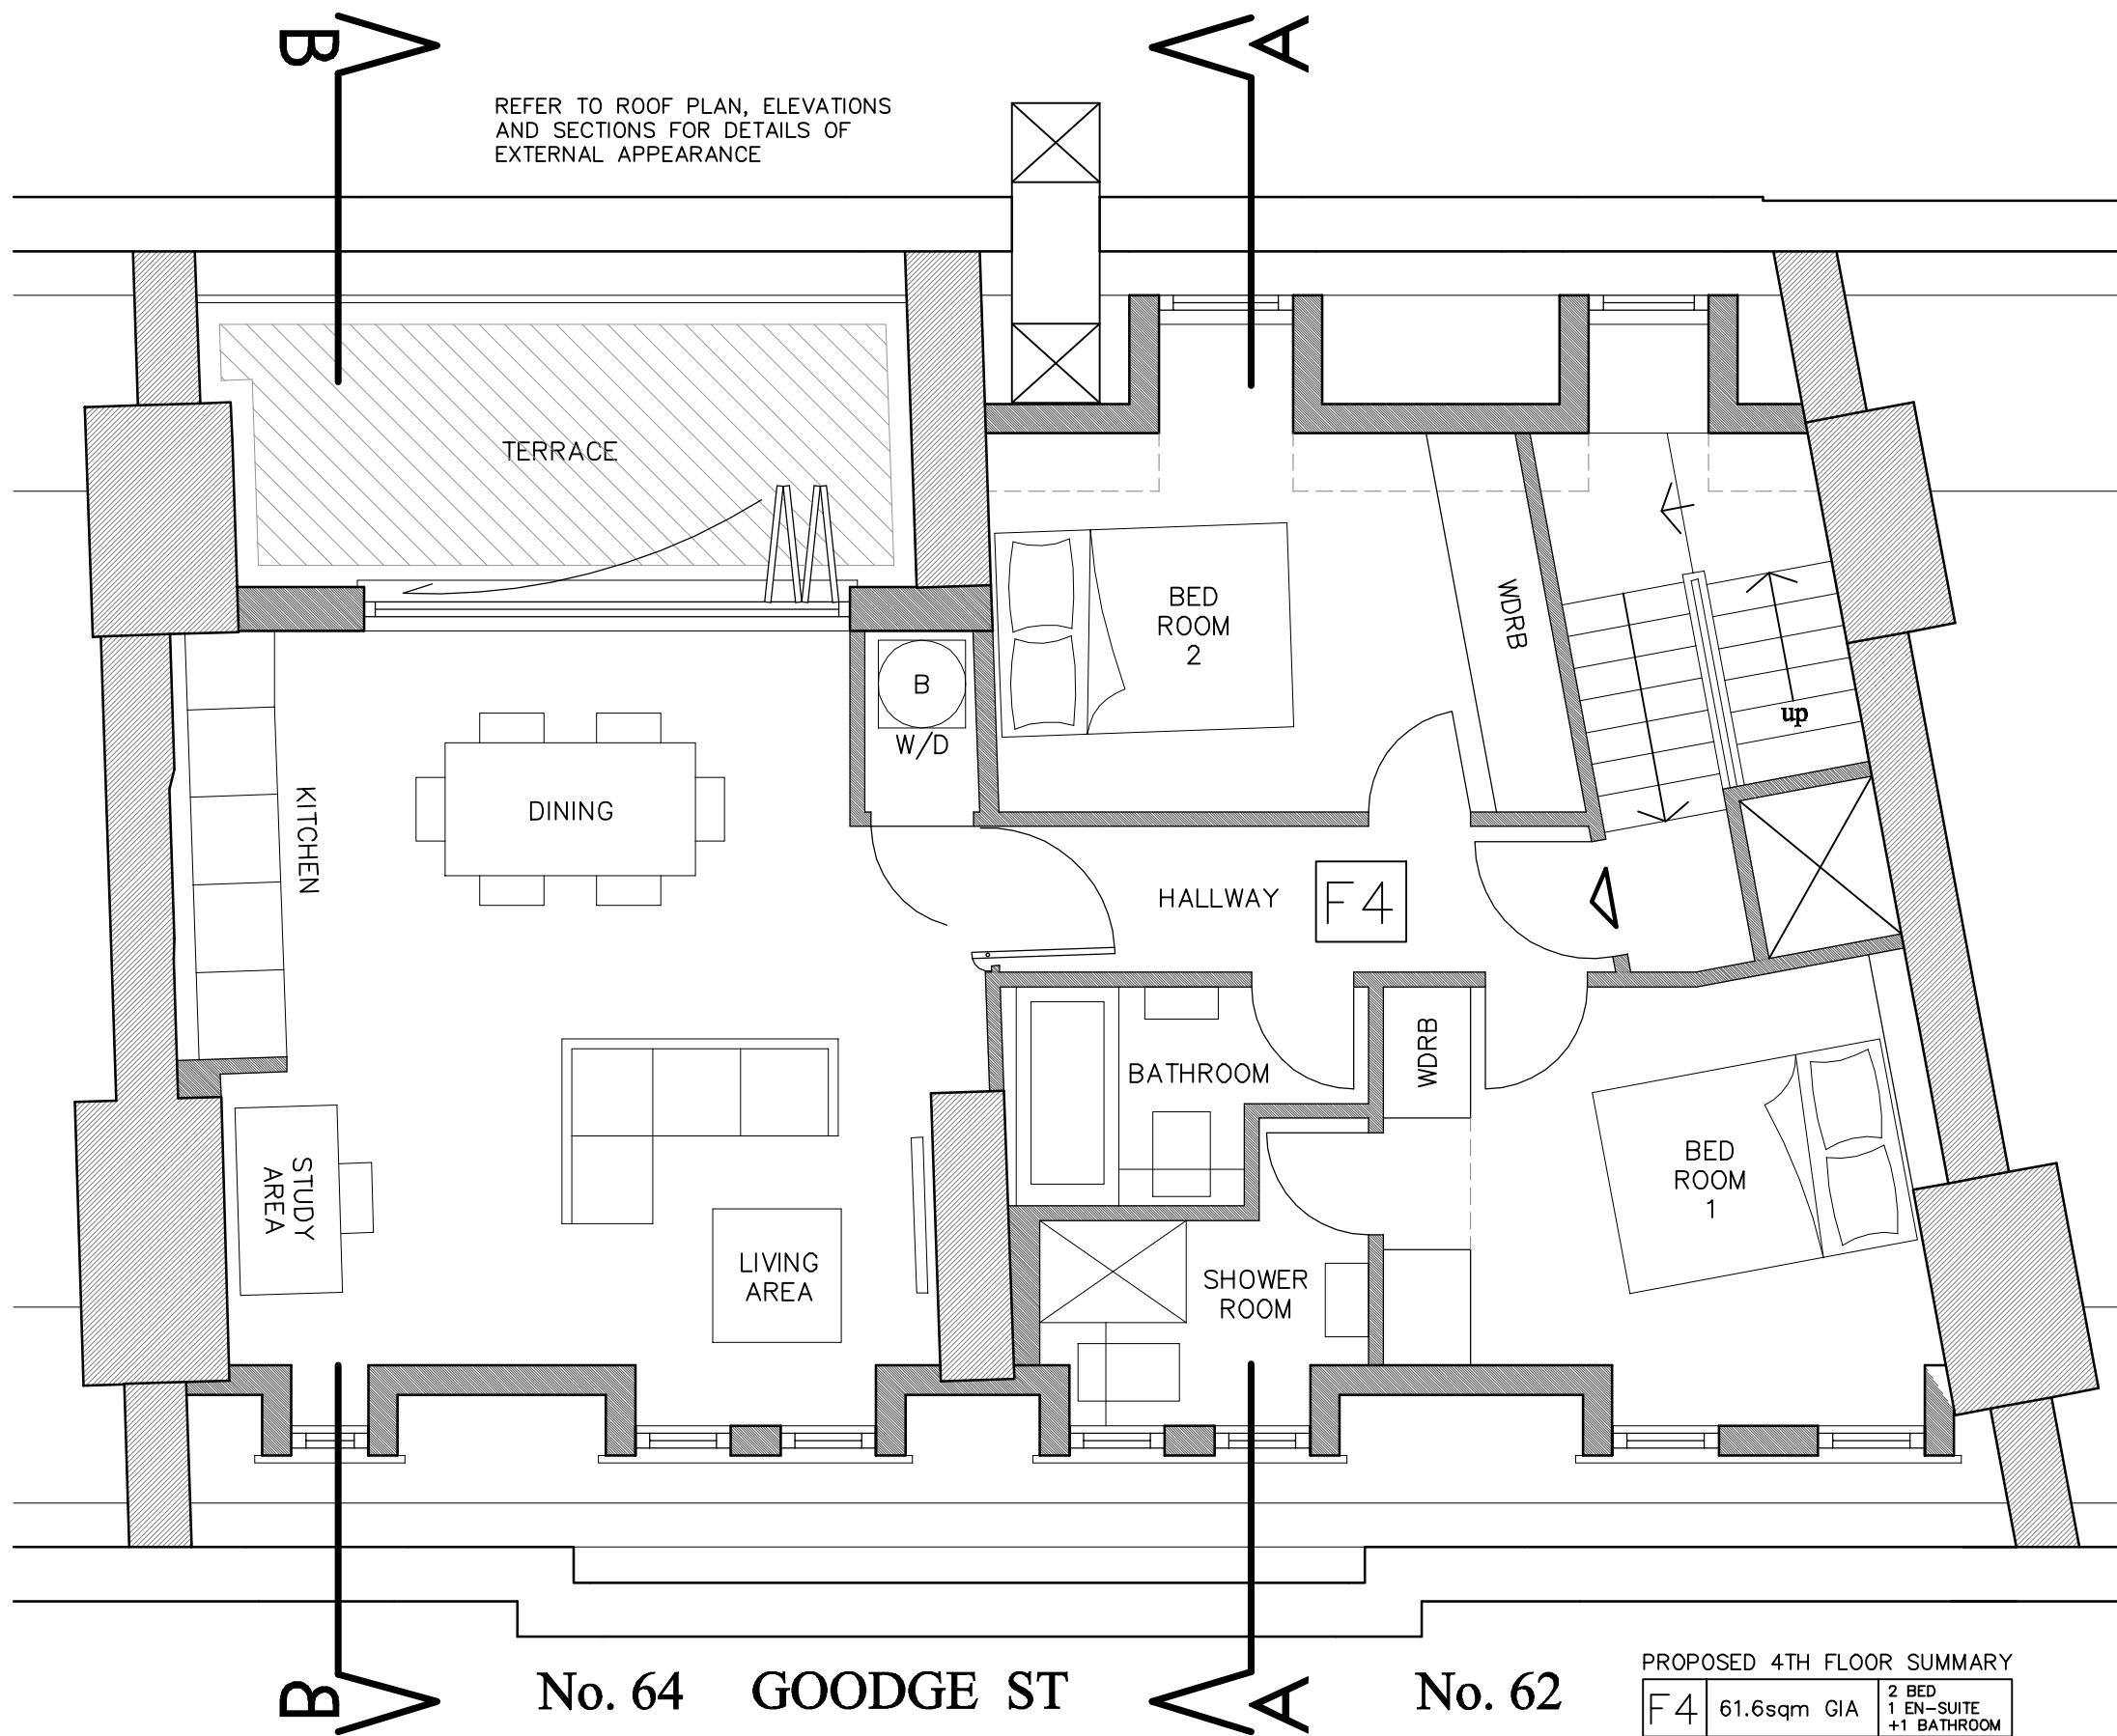 B
A
REFER TO ROOF PLAN, ELEVATIONS
AND SECTIONS FOR DETAILS OF
EXTERNAL APPEARANCE
TERRACE
BED
ROOM
2
WDRB
B
W/D
up
KITCHEN
DINING
HALLWAY
F4
BATHROOM
WDRB
STUDY
AREA
BED
ROOM
1
LIVING
AREA
SHOWER
ROOM
B
No. 64 GOODGE ST
A
No. 62
PROPOSED 4TH FLOOR SUMMARY
F4
61.6sqm GIA
2 BED
1 EN-SUITE
+1 BATHROOM